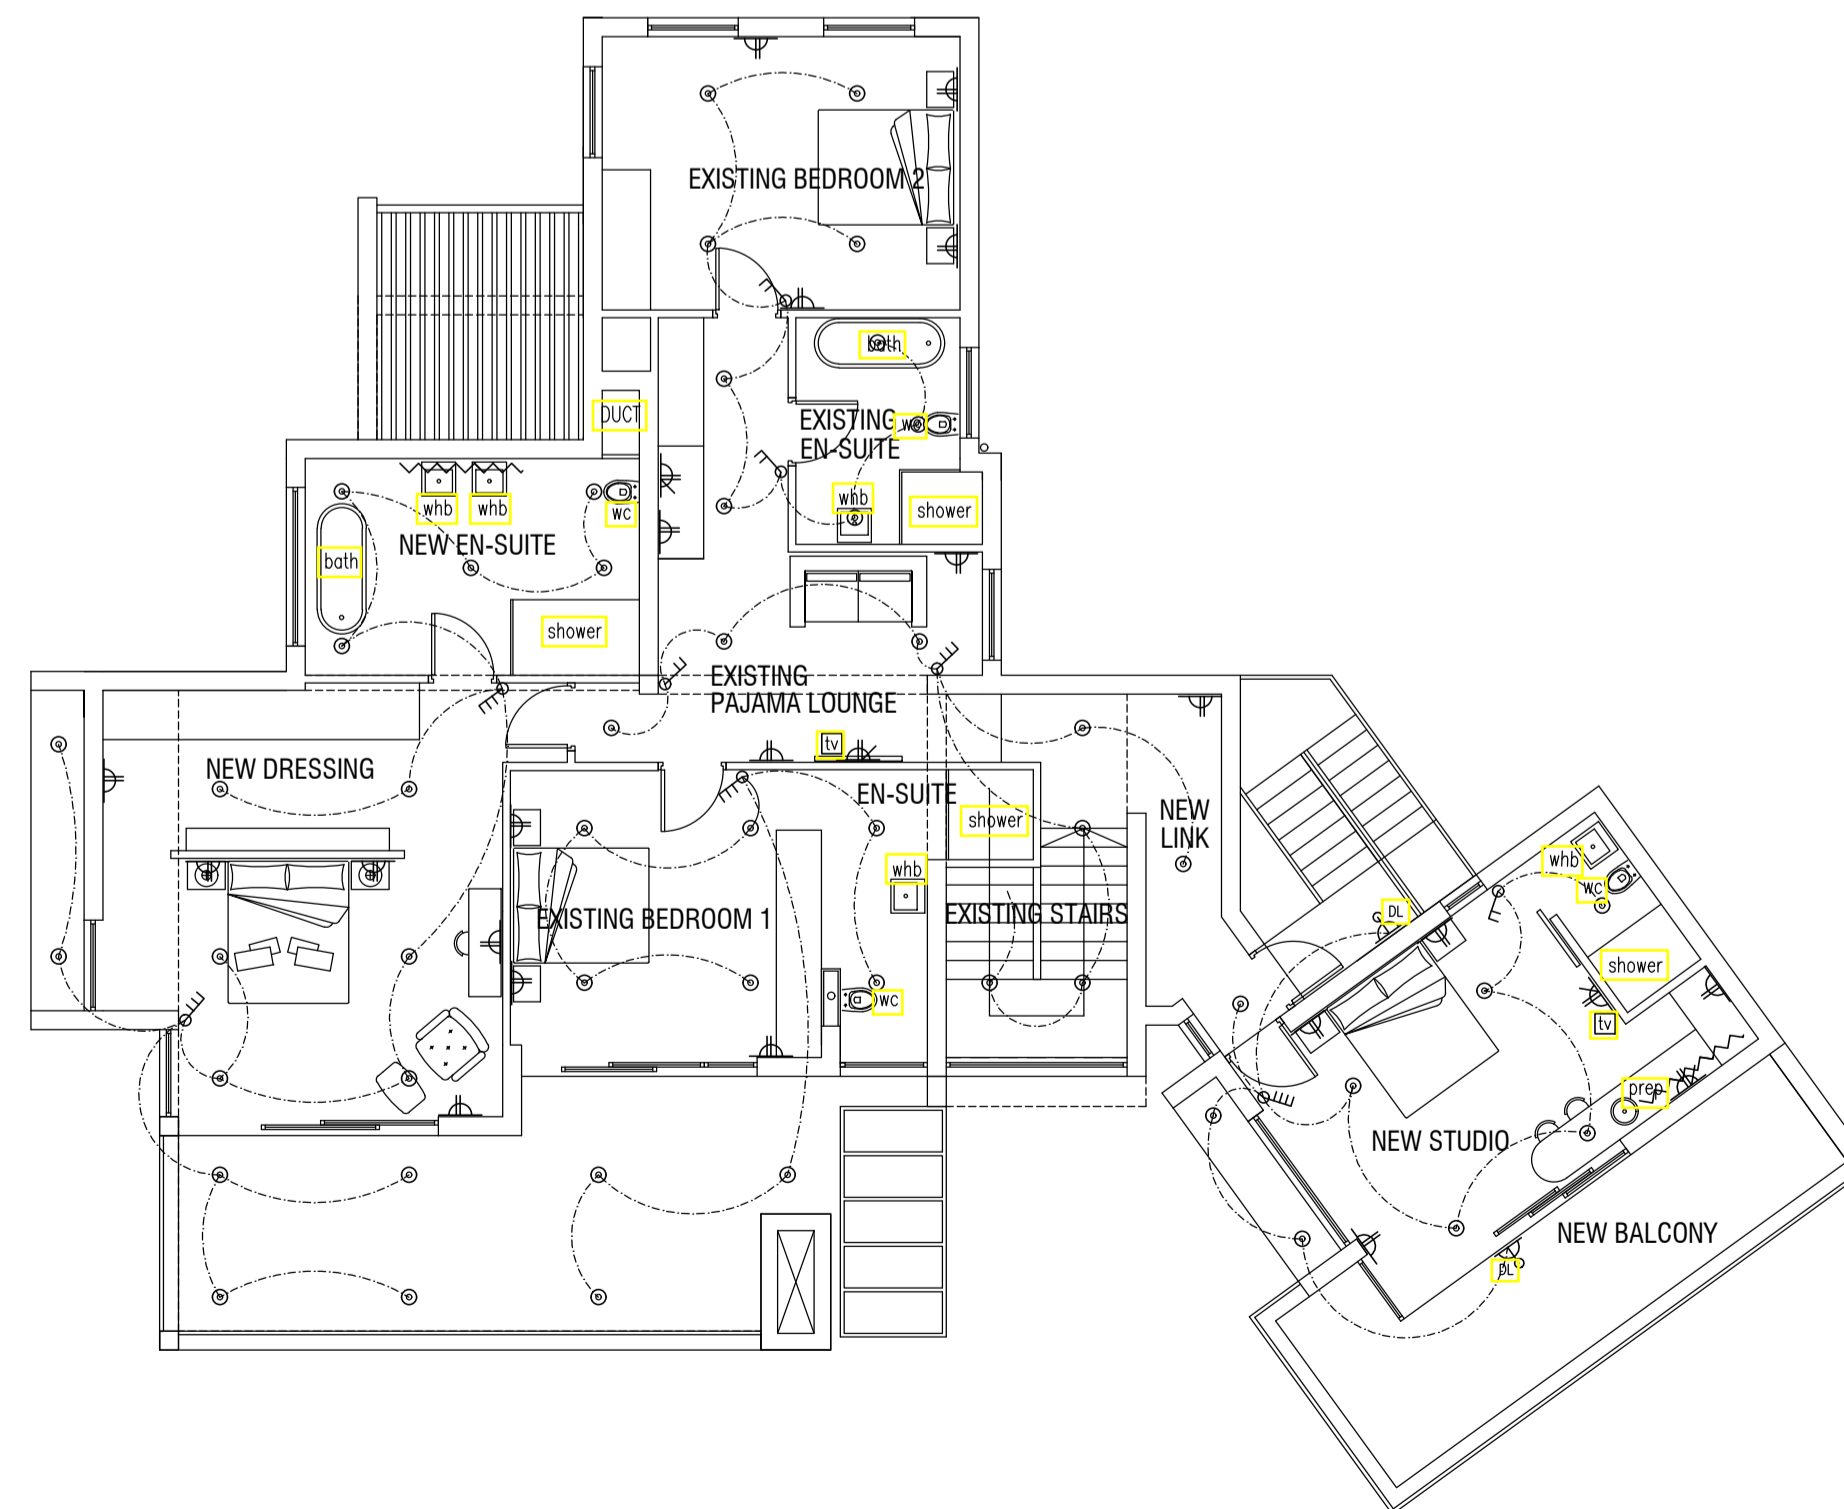 EXISTING BEDROOM 2
bath
DUCT
EXISTING
EN-SUITE
wc
whb
shower
whb
whb
wc
NEW EN-SUITE
bath
shower
EXISTING
PAJAMA LOUNGE
tv
NEW DRESSING
EN-SUITE
shower
NEW
LINK
whb
EXISTING BEDROOM 1
EXISTING STAIRS
wc
DL
whb
wc
shower
tv
prep
NEW STUDIO
NEW BALCONY
DL